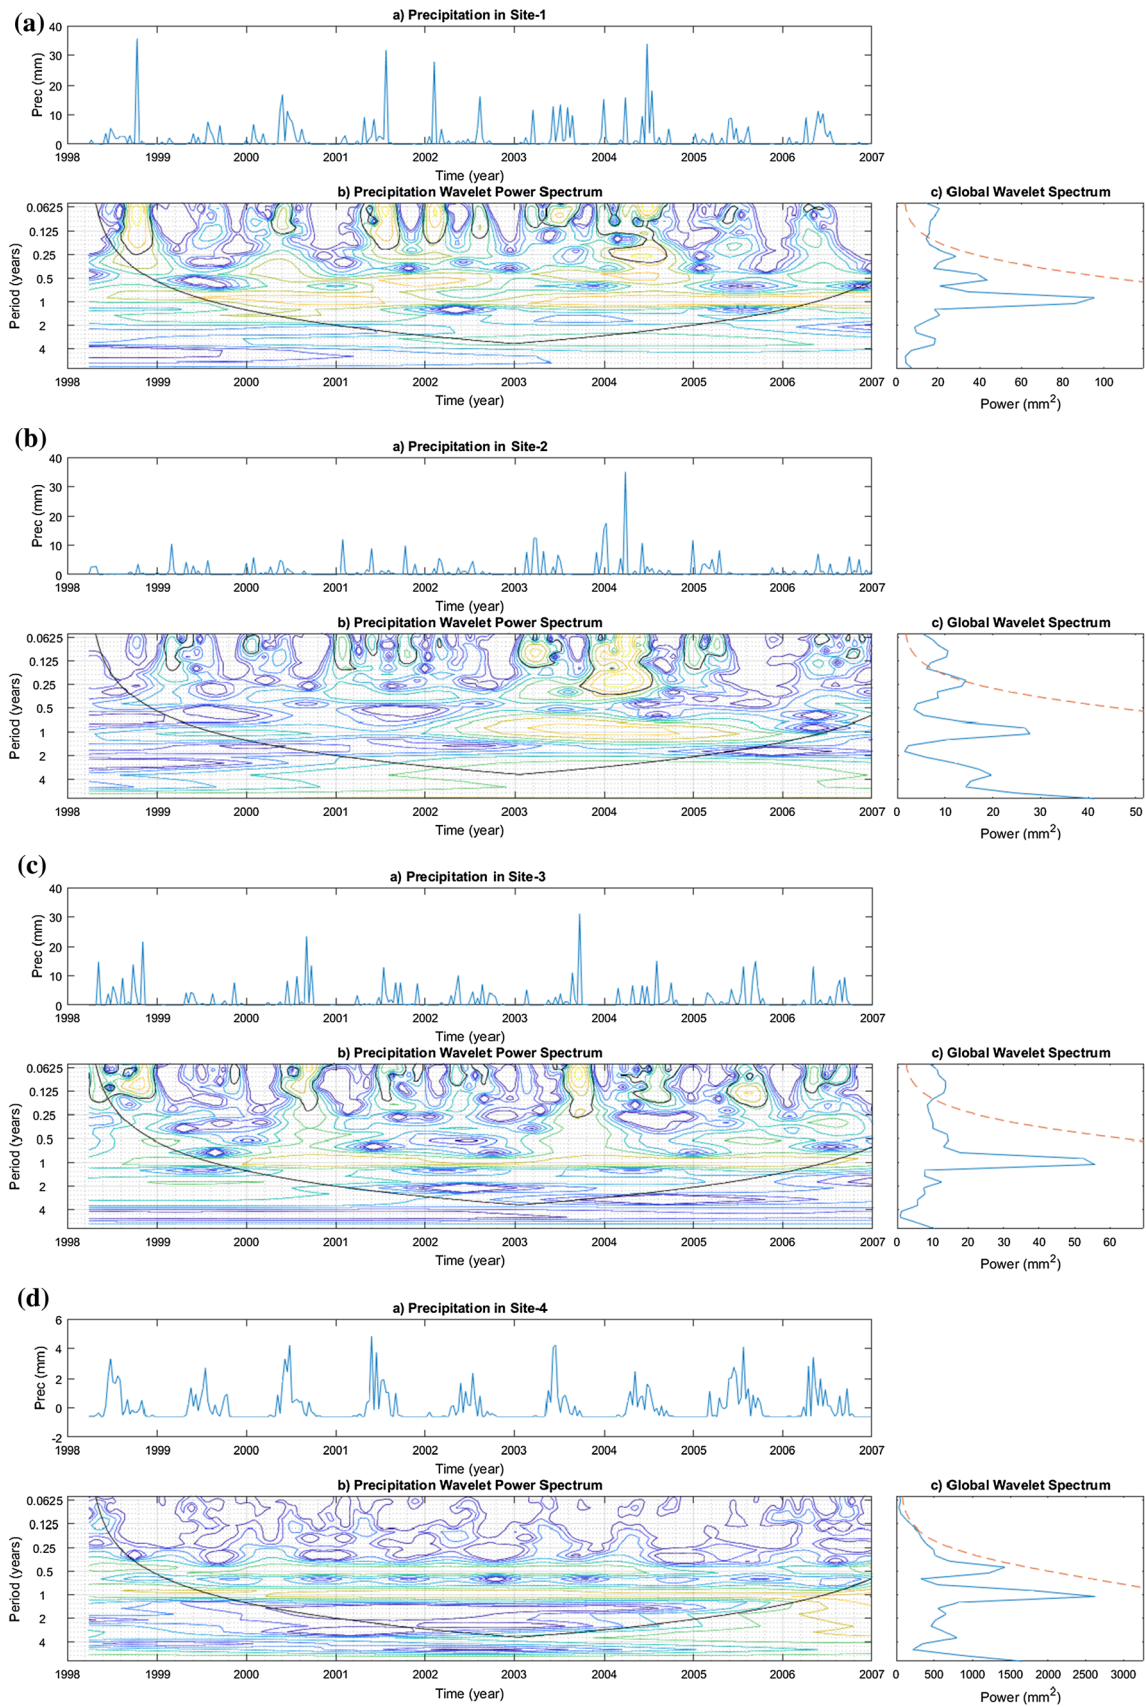 (a)
a) Precipitation in Site-1
Prec (mm)
40
30
20
10
0
1998 1999 2000 2001 2002 2003 2004 2005 2006 2007
Time (year)
b) Precipitation Wavelet Power Spectrum
Period (years)
0.0625
0.125
0.25
0.5
1
2
4
1998 1999 2000 2001 2002 2003 2004 2005 2006 2007
Time (year)
c) Global Wavelet Spectrum
0 20 40 60 80 100
Power (mm2)
(b)
a) Precipitation in Site-2
Prec (mm)
40
30
20
10
0
1998 1999 2000 2001 2002 2003 2004 2005 2006 2007
Time (year)
b) Precipitation Wavelet Power Spectrum
Period (years)
0.0625
0.125
0.25
0.5
1
2
4
1998 1999 2000 2001 2002 2003 2004 2005 2006 2007
Time (year)
c) Global Wavelet Spectrum
0 10 20 30 40 50
Power (mm2)
(c)
a) Precipitation in Site-3
Prec (mm)
40
30
20
10
0
1998 1999 2000 2001 2002 2003 2004 2005 2006 2007
Time (year)
b) Precipitation Wavelet Power Spectrum
Period (years)
0.0625
0.125
0.25
0.5
1
2
4
1998 1999 2000 2001 2002 2003 2004 2005 2006 2007
Time (year)
c) Global Wavelet Spectrum
0 10 20 30 40 50 60
Power (mm2)
(d)
a) Precipitation in Site-4
Prec (mm)
6
4
2
0
-2
1998 1999 2000 2001 2002 2003 2004 2005 2006 2007
Time (year)
b) Precipitation Wavelet Power Spectrum
Period (years)
0.0625
0.125
0.25
0.5
1
2
4
1998 1999 2000 2001 2002 2003 2004 2005 2006 2007
Time (year)
c) Global Wavelet Spectrum
0 500 1000 1500 2000 2500 3000
Power (mm2)